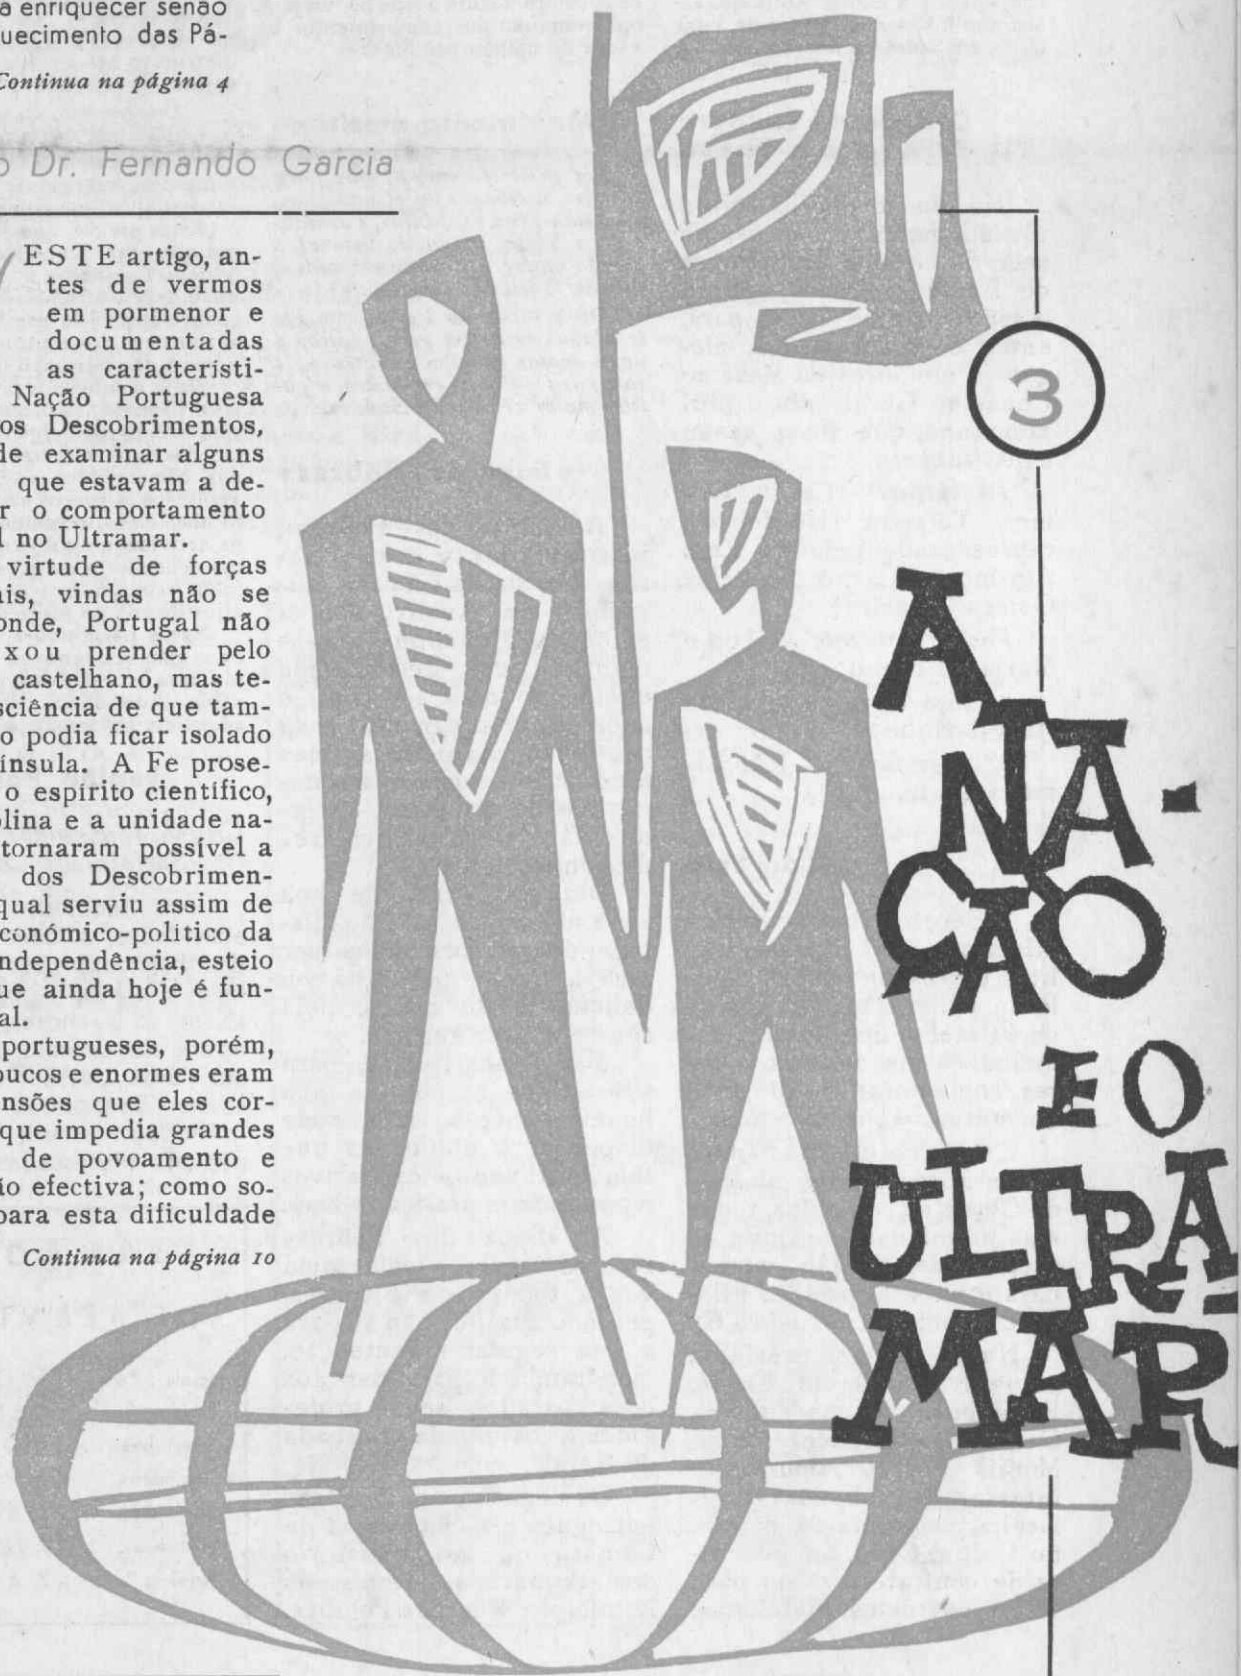 a enriquecer senão
uecimento das Pá-
Continua na página 4
o Dr. Fernando Garcia
ESTE artigo, an-
tes de vermos
em pormenor e
documentadas
as característi-
Nação Portuguesa
os Descobrimentos,
de examinar alguns
que estavam a de-
r o comportamento
l no Ultramar.
virtude de forças
ais, vindas não se
onde, Portugal não
xou prender pelo
castelhano, mas te-
sciência de que tam-
o podia ficar isolado
ínsula. A Fe prose-
o espírito científico,
plina e a unidade na-
tornaram possível a
dos Descobrimen-
qual serviu assim de
económico-político da
ndependência, esteio
ue ainda hoje é fun-
al.
portugueses, porém,
oucos e enormes eram
nsões que eles cor-
que impedia grandes
de povoamento e
ão efectiva; como so-
para esta dificuldade
Continua na página 10
3
A
NA-
ÇÃO
E O
ULTRA
MAR